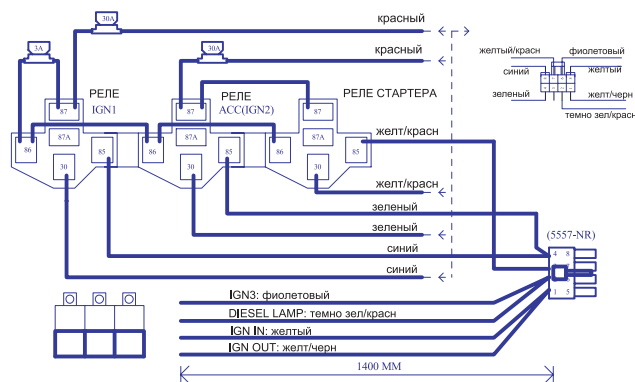 30A
красный
3A
30A
красный
желтый/красн
фиолетовый
синий
желтый
зеленый
желт/черн
темно зел/красн
РЕЛЕ
IGN1
РЕЛЕ
ACC(IGN2)
РЕЛЕ СТАРТЕРА
87
87
87
87A
87A
87A
86
85
86
85
86
85
30
30
30
желт/красн
желт/красн
зеленый
зеленый
синий
синий
(5557-NR)
4 8
1 5
IGN3: фиолетовый
DIESEL LAMP: темно зел/красн
IGN IN: желтый
IGN OUT: желт/черн
1400 ММ